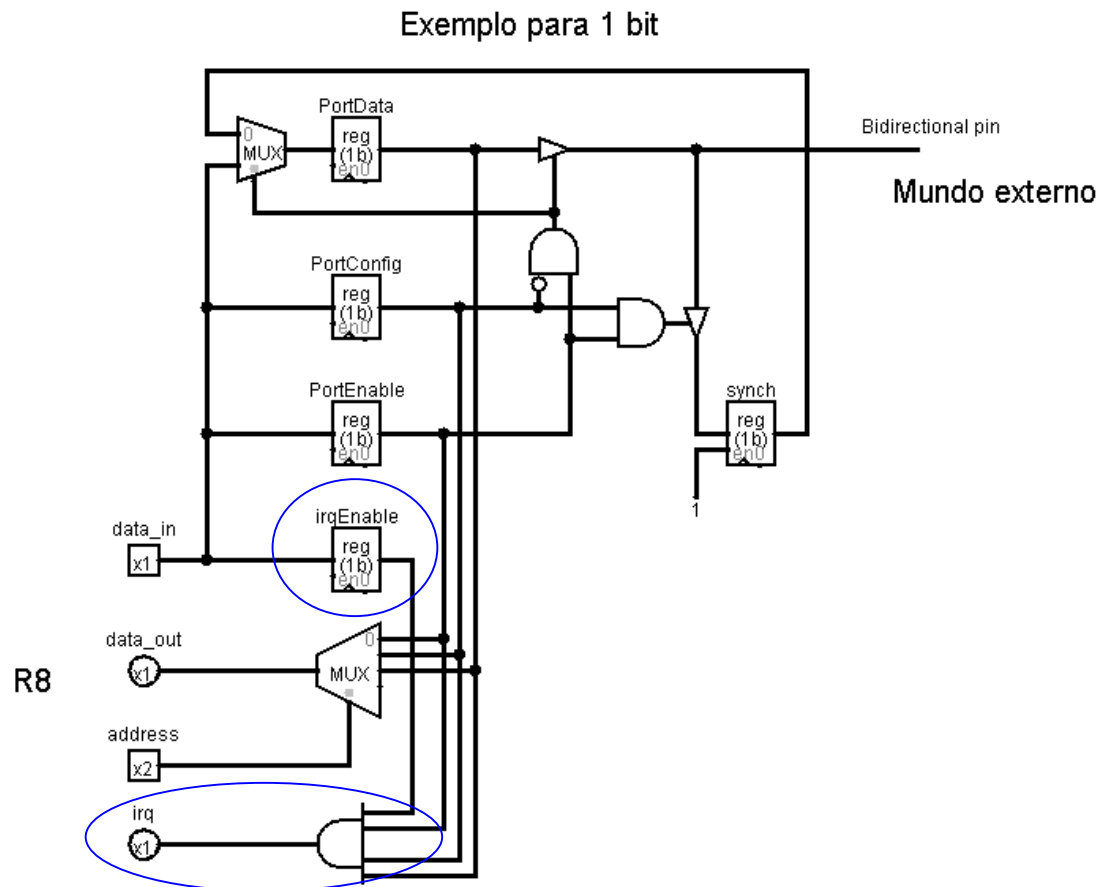 Exemplo para 1 bit
PortData
0
MUX
reg
(1b)
en0
Bidirectional pin
Mundo externo
PortConfig
reg
(1b)
en0
PortEnable
reg
(1b)
en0
synch
reg
(1b)
en0
1
irqEnable
reg
(1b)
en0
data_in
x1
data_out
x1
0
MUX
R8
address
x2
irq
x1